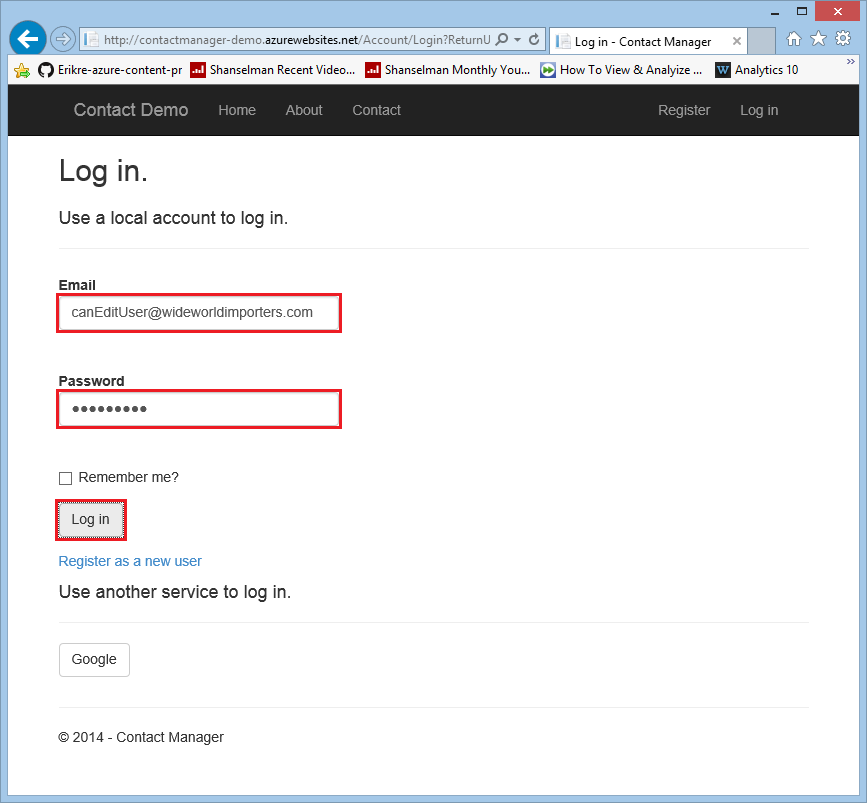 http://contactmanager-demo.azurewebsites.net/Account/Login?ReturnU
Log in - Contact Manager
Erikre-azure-content-pr
Shanselman Recent Video...
Shanselman Monthly You...
How To View & Analyize ...
W Analytics 10
Contact Demo Home About Contact Register Log in
Log in.
Use a local account to log in.
Email
canEditUser@wideworldimporters.com
Password
•••••••••
Remember me?
Log in
Register as a new user
Use another service to log in.
Google
© 2014 - Contact Manager